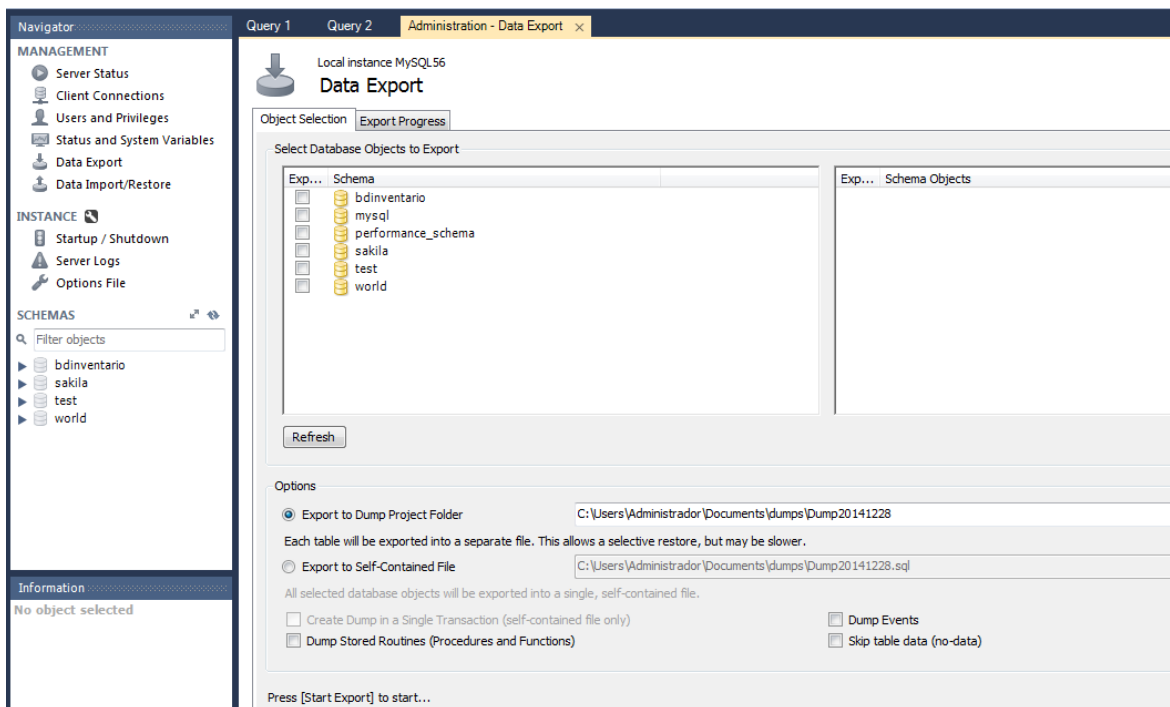 Navigator
MANAGEMENT
Server Status
Client Connections
Users and Privileges
Status and System Variables
Data Export
Data Import/Restore
INSTANCE
Startup / Shutdown
Server Logs
Options File
SCHEMAS
Filter objects
bdinventario
sakila
test
world
Information
No object selected
Query 1 Query 2 Administration - Data Export
Local instance MySQL56
Data Export
Object Selection Export Progress
Select Database Objects to Export
Exp... Schema
bdinventario
mysql
performance_schema
sakila
test
world
Exp... Schema Objects
Refresh
Options
Export to Dump Project Folder C:\Users\Administrador\Documents\dumps\Dump20141228
Each table will be exported into a separate file. This allows a selective restore, but may be slower.
Export to Self-Contained File C:\Users\Administrador\Documents\dumps\Dump20141228.sql
All selected database objects will be exported into a single, self-contained file.
Create Dump in a Single Transaction (self-contained file only) Dump Events
Dump Stored Routines (Procedures and Functions) Skip table data (no-data)
Press [Start Export] to start...